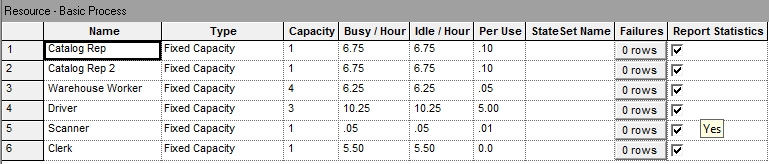 Resource - Basic Process
Name Type Capacity Busy / Hour Idle / Hour Per Use StateSet Name Failures Report Statistics
1 Catalog Rep Fixed Capacity 1 6.75 6.75 .10 0 rows
2 Catalog Rep 2 Fixed Capacity 1 6.75 6.75 .10 0 rows
3 Warehouse Worker Fixed Capacity 4 6.25 6.25 .05 0 rows
4 Driver Fixed Capacity 3 10.25 10.25 5.00 0 rows
5 Scanner Fixed Capacity 1 .05 .05 .01 0 rows Yes
6 Clerk Fixed Capacity 1 5.50 5.50 0.0 0 rows